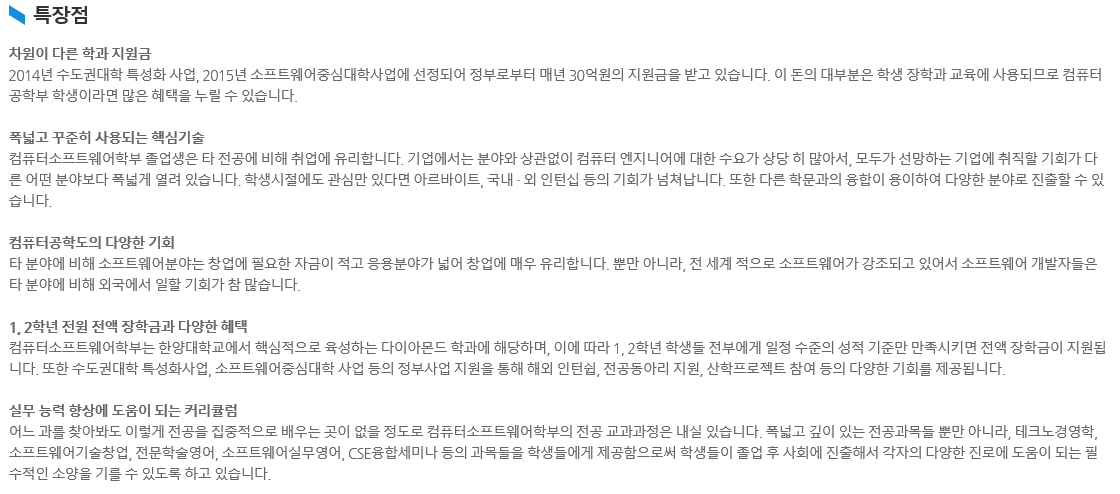 특장점
차원이 다른 학과 지원금
2014년 수도권대학 특성화 사업, 2015년 소프트웨어중심대학사업에 선정되어 정부로부터 매년 30억원의 지원금을 받고 있습니다. 이 돈의 대부분은 학생 장학과 교육에 사용되므로 컴퓨터
공학부 학생이라면 많은 혜택을 누릴 수 있습니다.
폭넓고 꾸준히 사용되는 핵심기술
컴퓨터소프트웨어학부 졸업생은 타 전공에 비해 취업에 유리합니다. 기업에서는 분야와 상관없이 컴퓨터 엔지니어에 대한 수요가 상당 히 많아서, 모두가 선망하는 기업에 취직할 기회가 다
른 어떤 분야보다 폭넓게 열려 있습니다. 학생시절에도 관심만 있다면 아르바이트, 국내 · 외 인턴십 등의 기회가 넘쳐납니다. 또한 다른 학문과의 융합이 용이하여 다양한 분야로 진출할 수 있
습니다.
컴퓨터공학도의 다양한 기회
타 분야에 비해 소프트웨어분야는 창업에 필요한 자금이 적고 응용분야가 넓어 창업에 매우 유리합니다. 뿐만 아니라, 전 세계 적으로 소프트웨어가 강조되고 있어서 소프트웨어 개발자들은
타 분야에 비해 외국에서 일할 기회가 참 많습니다.
1, 2학년 전원 전액 장학금과 다양한 혜택
컴퓨터소프트웨어학부는 한양대학교에서 핵심적으로 육성하는 다이아몬드 학과에 해당하며, 이에 따라 1, 2학년 학생들 전부에게 일정 수준의 성적 기준만 만족시키면 전액 장학금이 지원됩
니다. 또한 수도권대학 특성화사업, 소프트웨어중심대학 사업 등의 정부사업 지원을 통해 해외 인턴쉽, 전공동아리 지원, 산학프로젝트 참여 등의 다양한 기회를 제공됩니다.
실무 능력 향상에 도움이 되는 커리큘럼
어느 과를 찾아봐도 이렇게 전공을 집중적으로 배우는 곳이 없을 정도로 컴퓨터소프트웨어학부의 전공 교과과정은 내실 있습니다. 폭넓고 깊이 있는 전공과목들 뿐만 아니라, 테크노경영학,
소프트웨어기술창업, 전문학술영어, 소프트웨어실무영어, CSE융합세미나 등의 과목들을 학생들에게 제공함으로써 학생들이 졸업 후 사회에 진출해서 각자의 다양한 진로에 도움이 되는 필
수적인 소양을 기를 수 있도록 하고 있습니다.